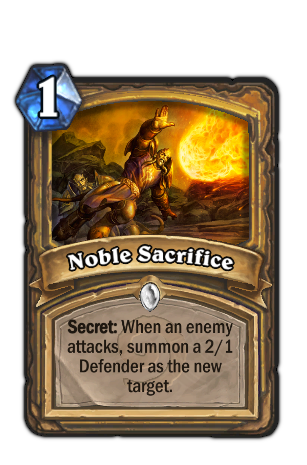 1
Noble Sacrifice
Secret: When an enemy
attacks, summon a 2/1
Defender as the new
target.